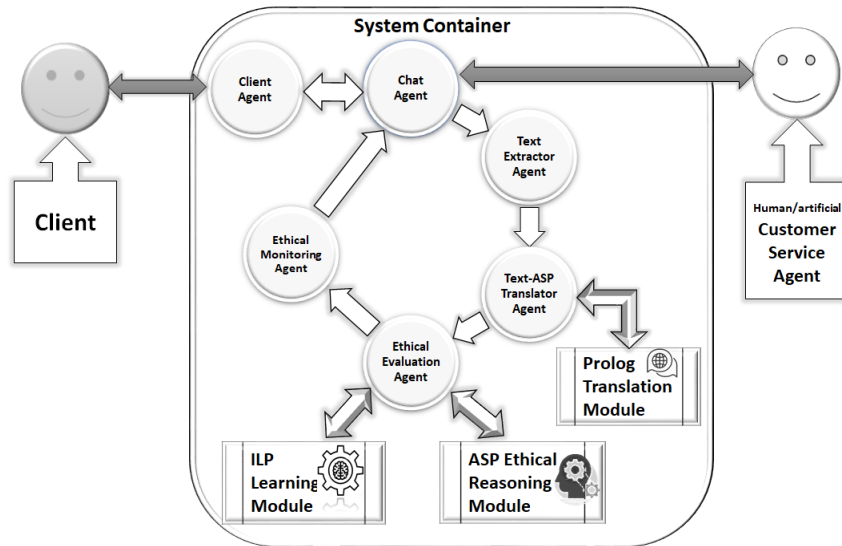 System Container
Client
Agent
Chat
Agent
Text
Extractor
Agent
Client
Human/artificial
Customer
Service
Agent
Ethical
Monitoring
Agent
Text-ASP
Translator
Agent
Ethical
Evaluation
Agent
Prolog
Translation
Module
ILP
Learning
Module
ASP Ethical
Reasoning
Module